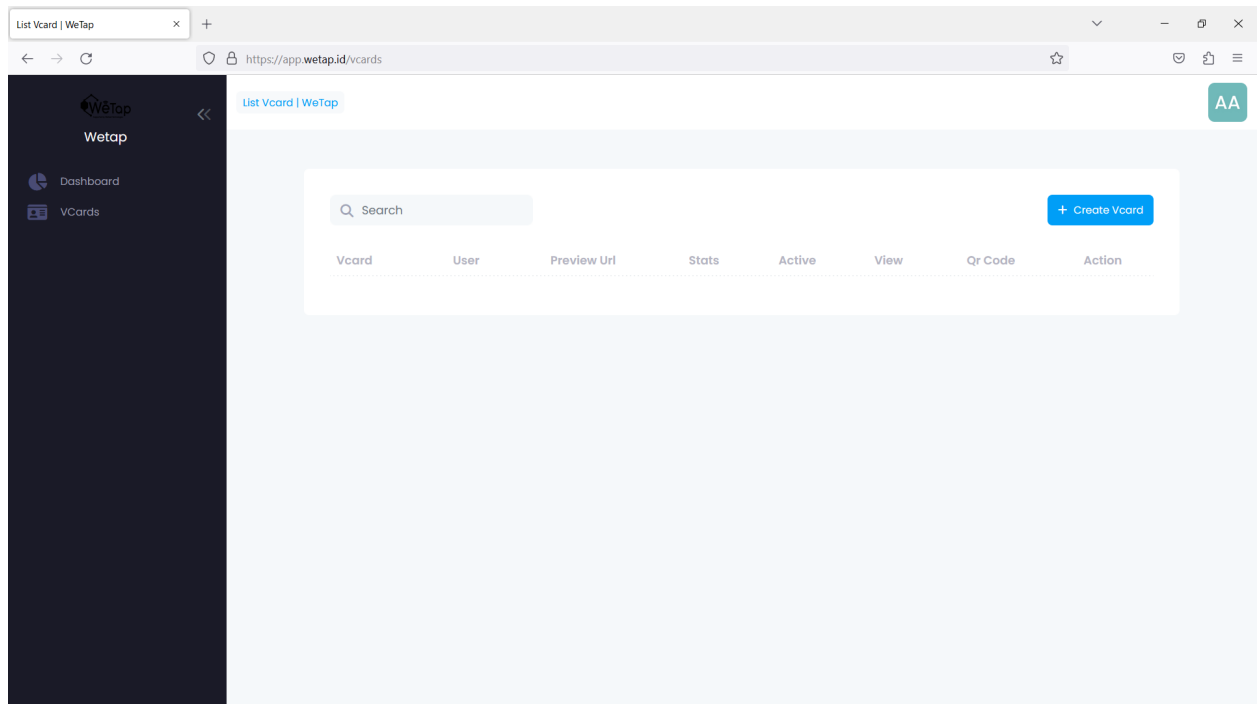 List Vcard | WeTap
https://app.wetap.id/vcards
WeTap
Wetap
List Vcard | WeTap
AA
Dashboard
VCards
Search
+ Create Vcard
Vcard User Preview Url Stats Active View Qr Code Action